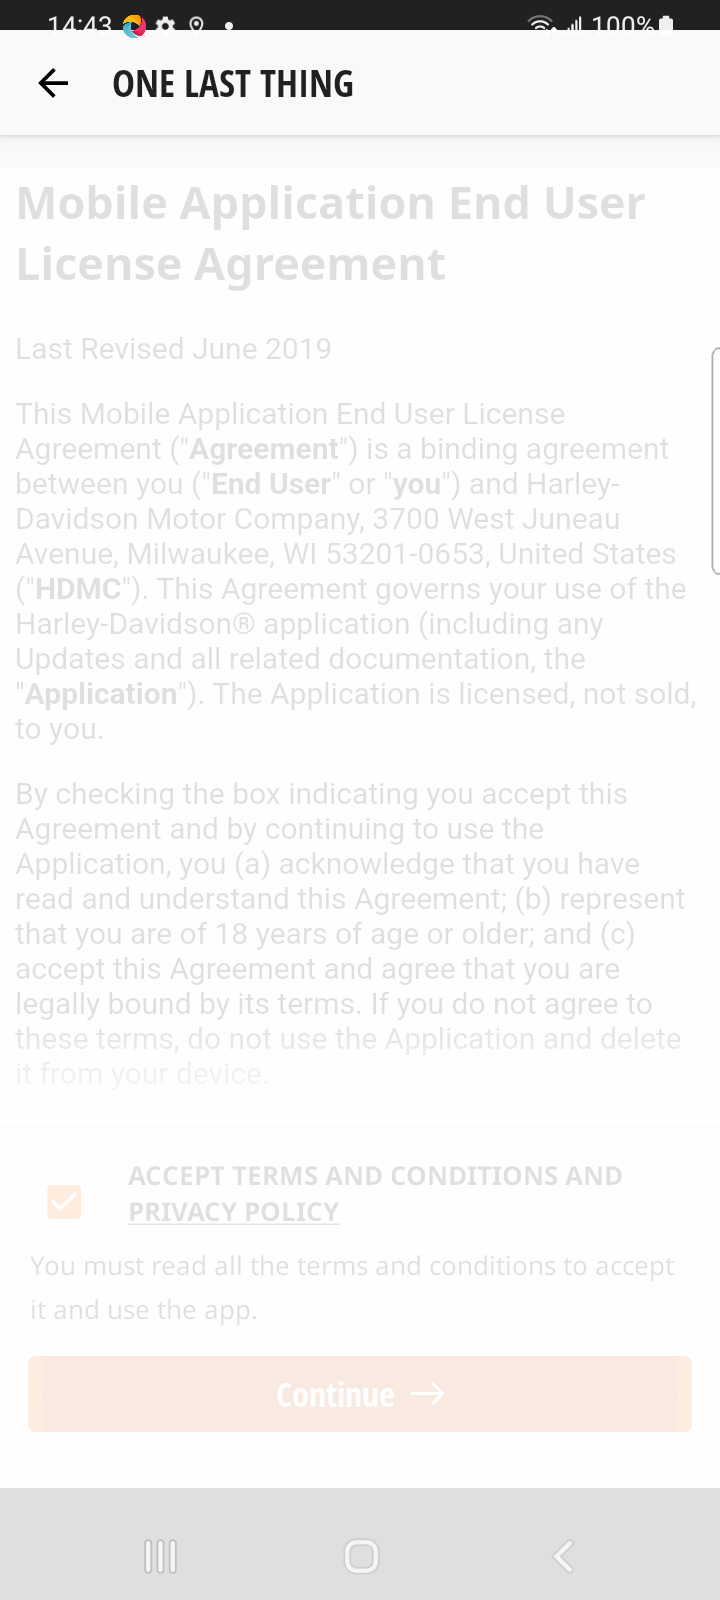 14:43 100%
ONE LAST THING
Mobile Application End User
License Agreement
Last Revised June 2019
This Mobile Application End User License
Agreement ("Agreement") is a binding agreement
between you ("End User" or "you") and Harley-
Davidson Motor Company, 3700 West Juneau
Avenue, Milwaukee, WI 53201-0653, United States
("HDMC"). This Agreement governs your use of the
Harley-Davidson® application (including any
Updates and all related documentation, the
"Application"). The Application is licensed, not sold,
to you.
By checking the box indicating you accept this
Agreement and by continuing to use the
Application, you (a) acknowledge that you have
read and understand this Agreement; (b) represent
that you are of 18 years of age or older; and (c)
accept this Agreement and agree that you are
legally bound by its terms. If you do not agree to
these terms, do not use the Application and delete
it from your device.
ACCEPT TERMS AND CONDITIONS AND
PRIVACY POLICY
You must read all the terms and conditions to accept
it and use the app.
Continue